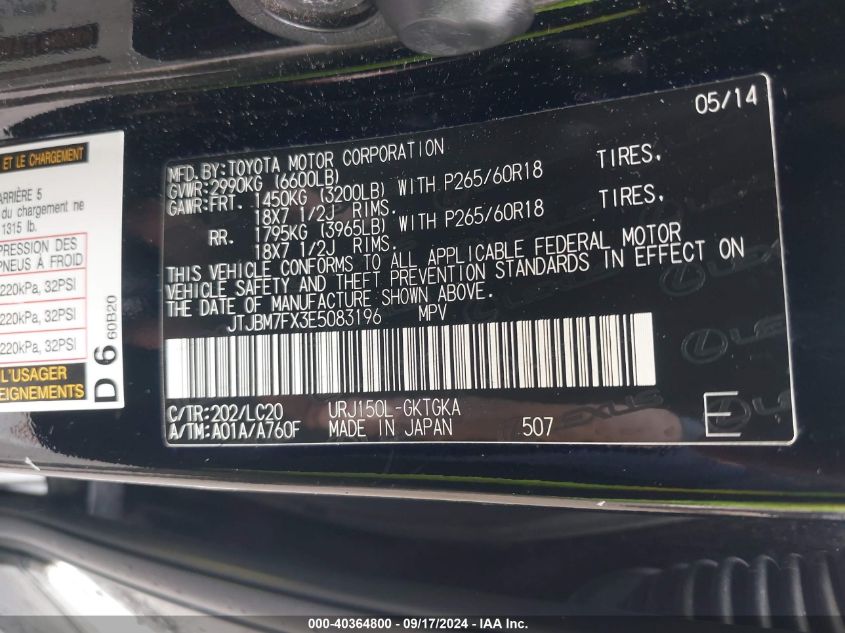 05/14
MFD.BY:TOYOTA MOTOR CORPORATION
GVWR:2990KG (6600LB)
GAWR:FRT. 1450KG (3200LB) WITH P265/60R18 TIRES,
18X7 1/2J RIMS.
RR. 1795KG (3965LB) WITH P265/60R18 TIRES,
18X7 1/2J RIMS.
THIS VEHICLE CONFORMS TO ALL APPLICABLE FEDERAL MOTOR
VEHICLE SAFETY AND THEFT PREVENTION STANDARDS IN EFFECT ON
THE DATE OF MANUFACTURE SHOWN ABOVE.
JTJBM7FX3E5083196 MPV
C/TR:202/LC20 URJ150L-GKTGKA
A/TM:A01A/A760F MADE IN JAPAN 507 E
LEXUS
ET LE CHARGEMENT
ARRIÈRE 5
du chargement ne
1315 lb.
PRESSION DES
PNEUS À FROID
220kPa, 32PSI
220kPa, 32PSI
220kPa, 32PSI
L'USAGER
EIGNEMENTS
D 6 60B20
000-40364800 - 09/17/2024 - IAA Inc.